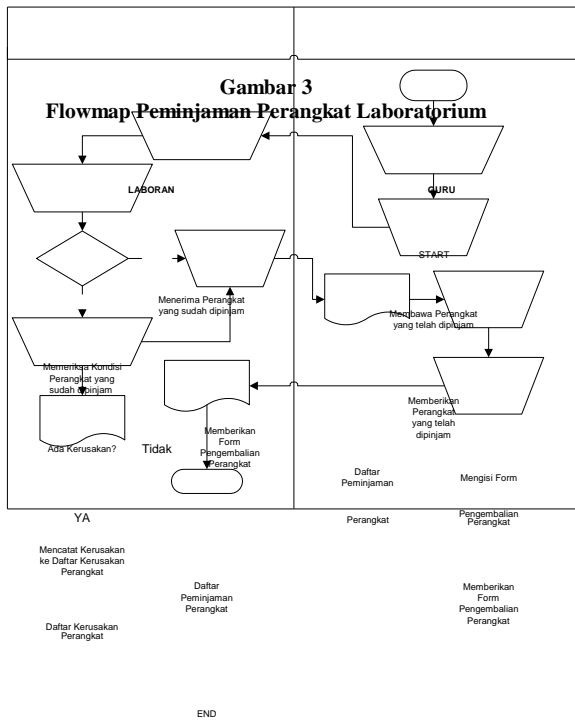 Gambar 3
Flowmap Peminjaman Perangkat Laboratorium
LABORAN
GURU
START
Menerima Perangkat
yang sudah dipinjam
Membawa Perangkat
yang telah dipinjam
Memeriksa Kondisi
Perangkat yang
sudah dipinjam
Memberikan
Perangkat
yang telah
dipinjam
Ada Kerusakan?
Tidak
Memberikan
Form
Pengembalian
Perangkat
Daftar
Peminjaman
Perangkat
Mengisi Form
Pengembalian
Perangkat
YA
Mencatat Kerusakan
ke Daftar Kerusakan
Perangkat
Daftar
Peminjaman
Perangkat
Memberikan
Form
Pengembalian
Perangkat
Daftar Kerusakan
Perangkat
END